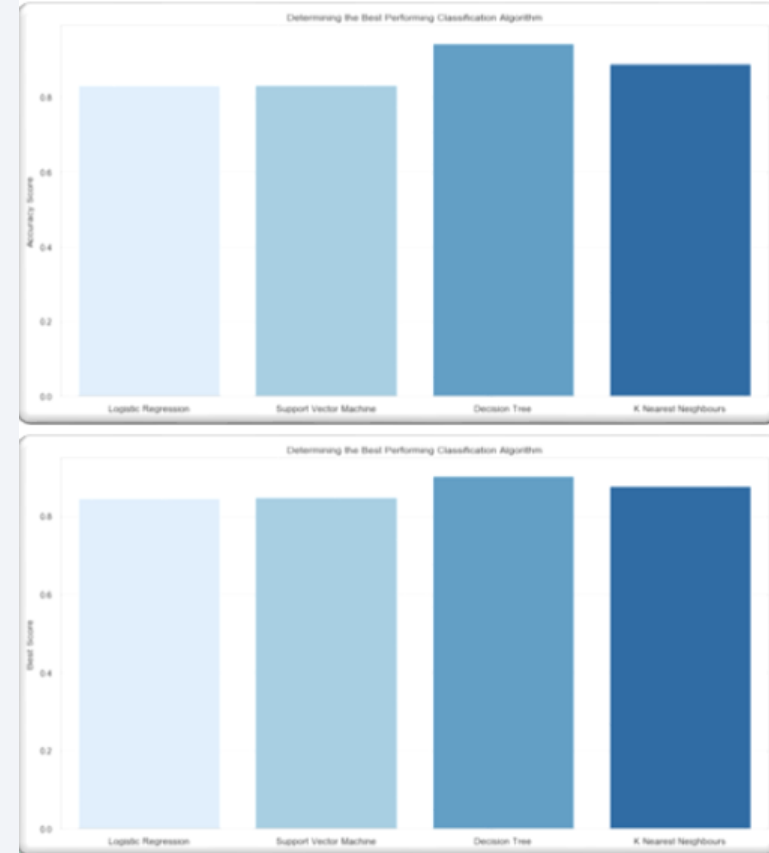 Determining the Best Performing Classification Algorithm
0.8
0.6
Accuracy Score
0.4
0.2
0.0
Logistic Regression Support Vector Machine Decision Tree K Nearest Neighbours
Determining the Best Performing Classification Algorithm
0.8
0.6
Best Score
0.4
0.2
0.0
Logistic Regression Support Vector Machine Decision Tree K Nearest Neighbours